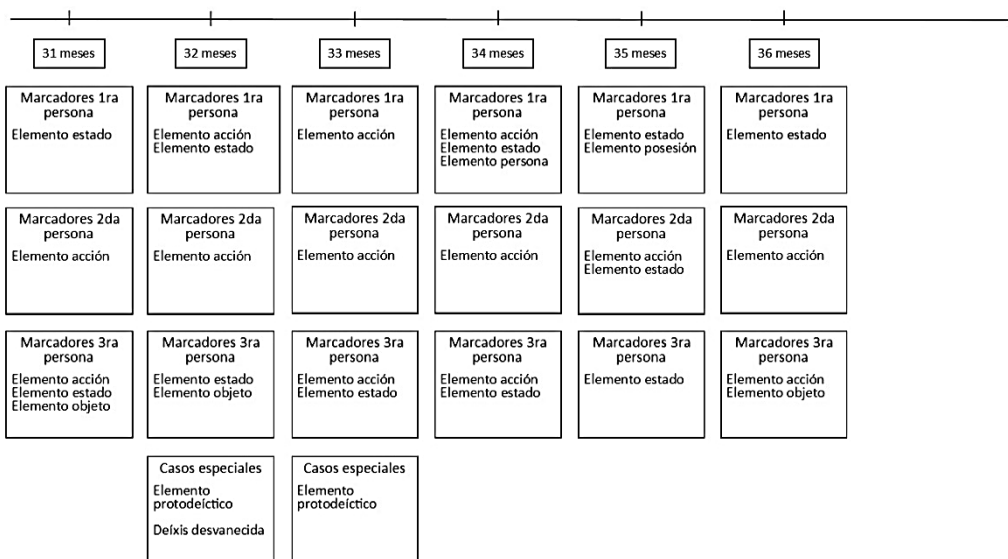 31 meses
32 meses
33 meses
34 meses
35 meses
36 meses
Marcadores 1ra
persona
Elemento estado
Marcadores 1ra
persona
Elemento acción
Elemento estado
Marcadores 1ra
persona
Elemento acción
Marcadores 1ra
persona
Elemento acción
Elemento estado
Elemento persona
Marcadores 1ra
persona
Elemento estado
Elemento posesión
Marcadores 1ra
persona
Elemento estado
Marcadores 2da
persona
Elemento acción
Marcadores 2da
persona
Elemento acción
Marcadores 2da
persona
Elemento acción
Marcadores 2da
persona
Elemento acción
Marcadores 2da
persona
Elemento acción
Elemento estado
Marcadores 2da
persona
Elemento acción
Marcadores 3ra
persona
Elemento acción
Elemento estado
Elemento objeto
Marcadores 3ra
persona
Elemento estado
Elemento objeto
Marcadores 3ra
persona
Elemento acción
Elemento estado
Marcadores 3ra
persona
Elemento acción
Elemento estado
Marcadores 3ra
persona
Elemento estado
Marcadores 3ra
persona
Elemento acción
Elemento objeto
Casos especiales
Elemento
protodeíctico
Deíxis desvanecida
Casos especiales
Elemento
protodeíctico